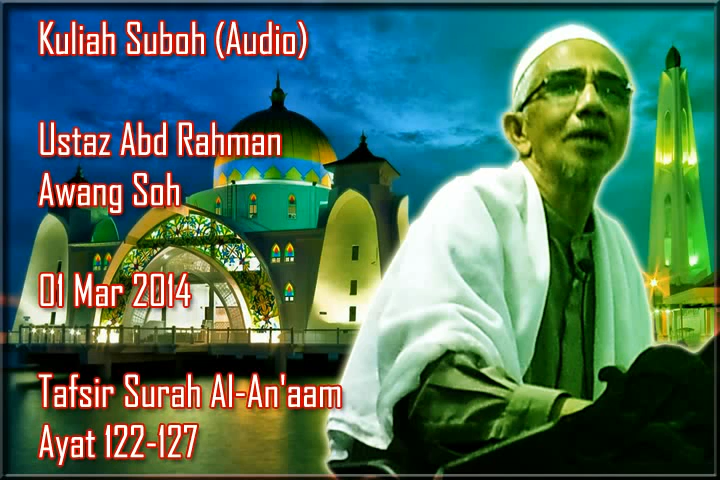 Kuliah Suboh (Audio)
Ustaz Abd Rahman
Awang Soh
01 Mar 2014
Tafsir Surah Al-An'aam
Ayat 122-127